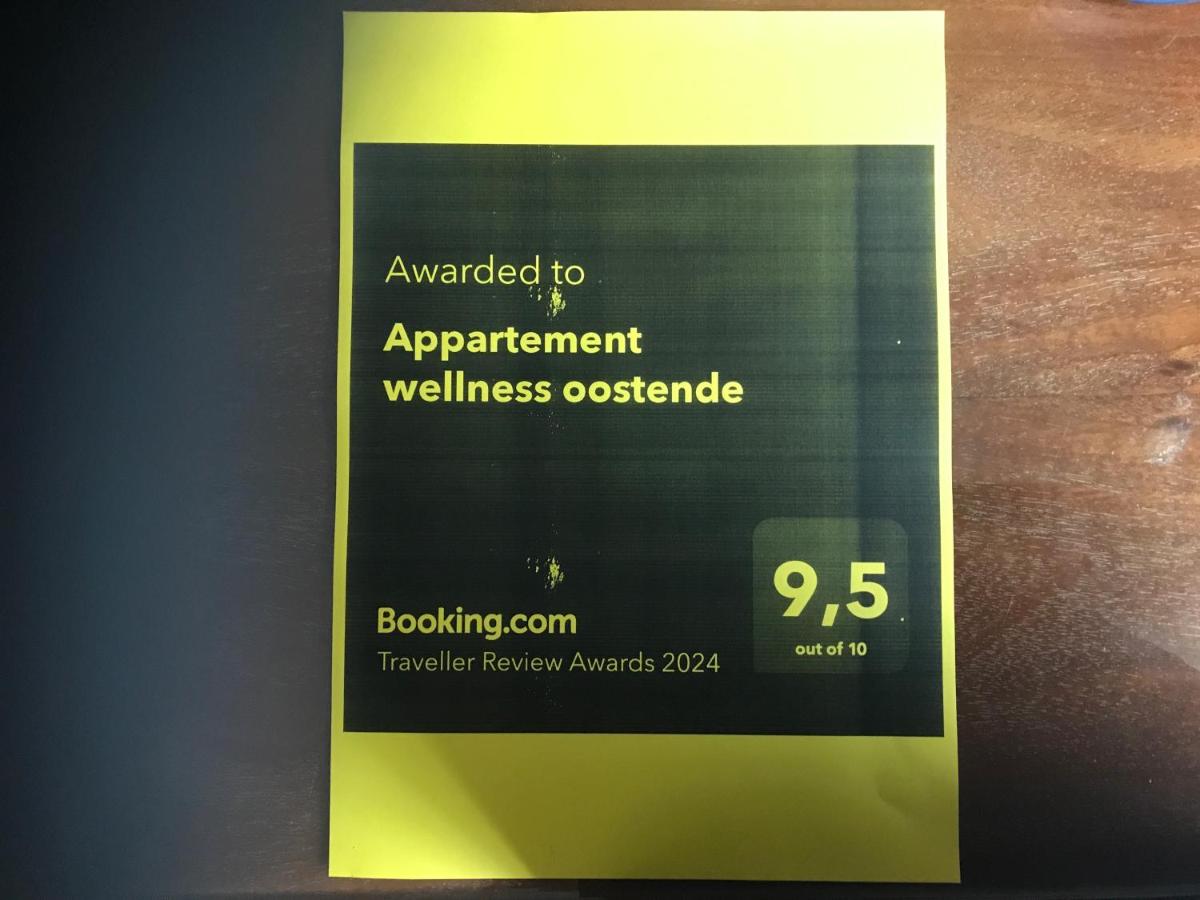 Awarded to
Appartement
wellness oostende
9,5
out of 10
Booking.com
Traveller Review Awards 2024